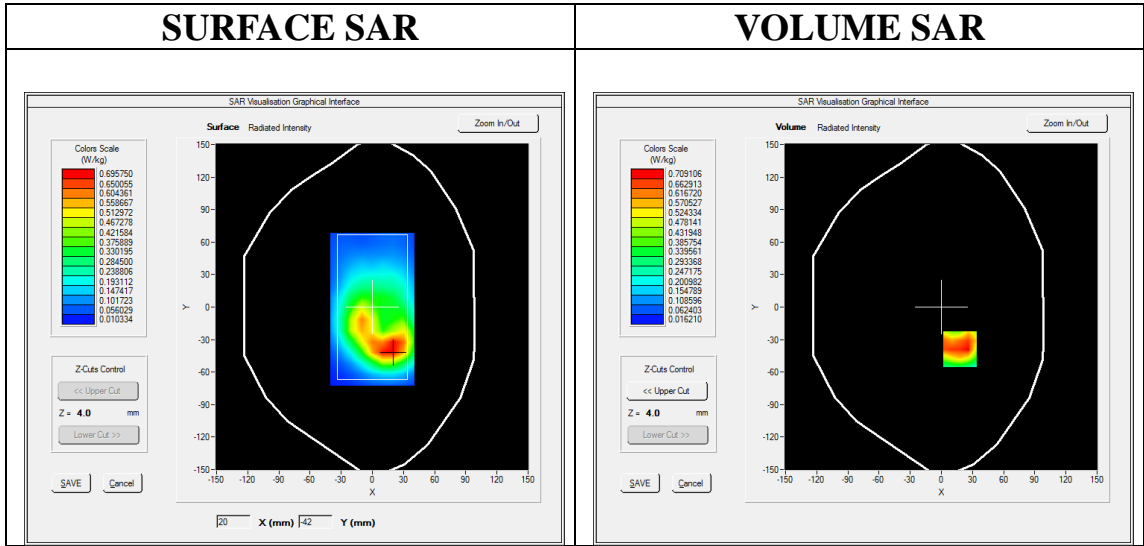 SURFACE SAR
VOLUME SAR
SAR Visualisation Graphical Interface
Surface Radiated Intensity
Zoom In/Out
Colors Scale
(W/kg)
0.695750
0.650055
0.604361
0.558667
0.512972
0.467278
0.421584
0.375889
0.330195
0.284500
0.238806
0.193112
0.147417
0.101723
0.056029
0.010334
Z-Cuts Control
<< Upper Cut
Z = 4.0 mm
Lower Cut >>
SAVE Cancel
150
120
90
60
30
0
-30
-60
-90
-120
-150
Y
-150 -120 -90 -60 -30 0 30 60 90 120 150
X
20 X (mm) -42 Y (mm)
SAR Visualisation Graphical Interface
Volume Radiated Intensity
Zoom In/Out
Colors Scale
(W/kg)
0.709106
0.662913
0.616720
0.570527
0.524334
0.478141
0.431948
0.385754
0.339561
0.293368
0.247175
0.200982
0.154789
0.108596
0.062403
0.016210
Z-Cuts Control
<< Upper Cut
Z = 4.0 mm
Lower Cut >>
SAVE Cancel
150
120
90
60
30
0
-30
-60
-90
-120
-150
Y
-150 -120 -90 -60 -30 0 30 60 90 120 150
X